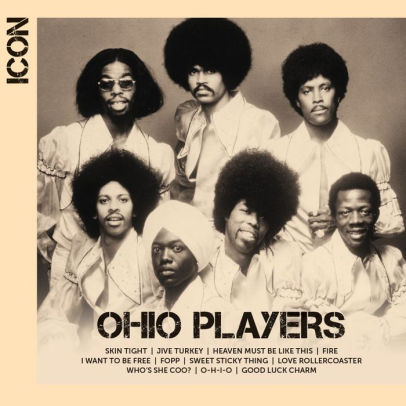 ICON
OHIO PLAYERS
SKIN TIGHT | JIVE TURKEY | HEAVEN MUST BE LIKE THIS | FIRE
I WANT TO BE FREE | FOPP | SWEET STICKY THING | LOVE ROLLERCOASTER
WHO'S SHE COO? | O-H-I-O | GOOD LUCK CHARM